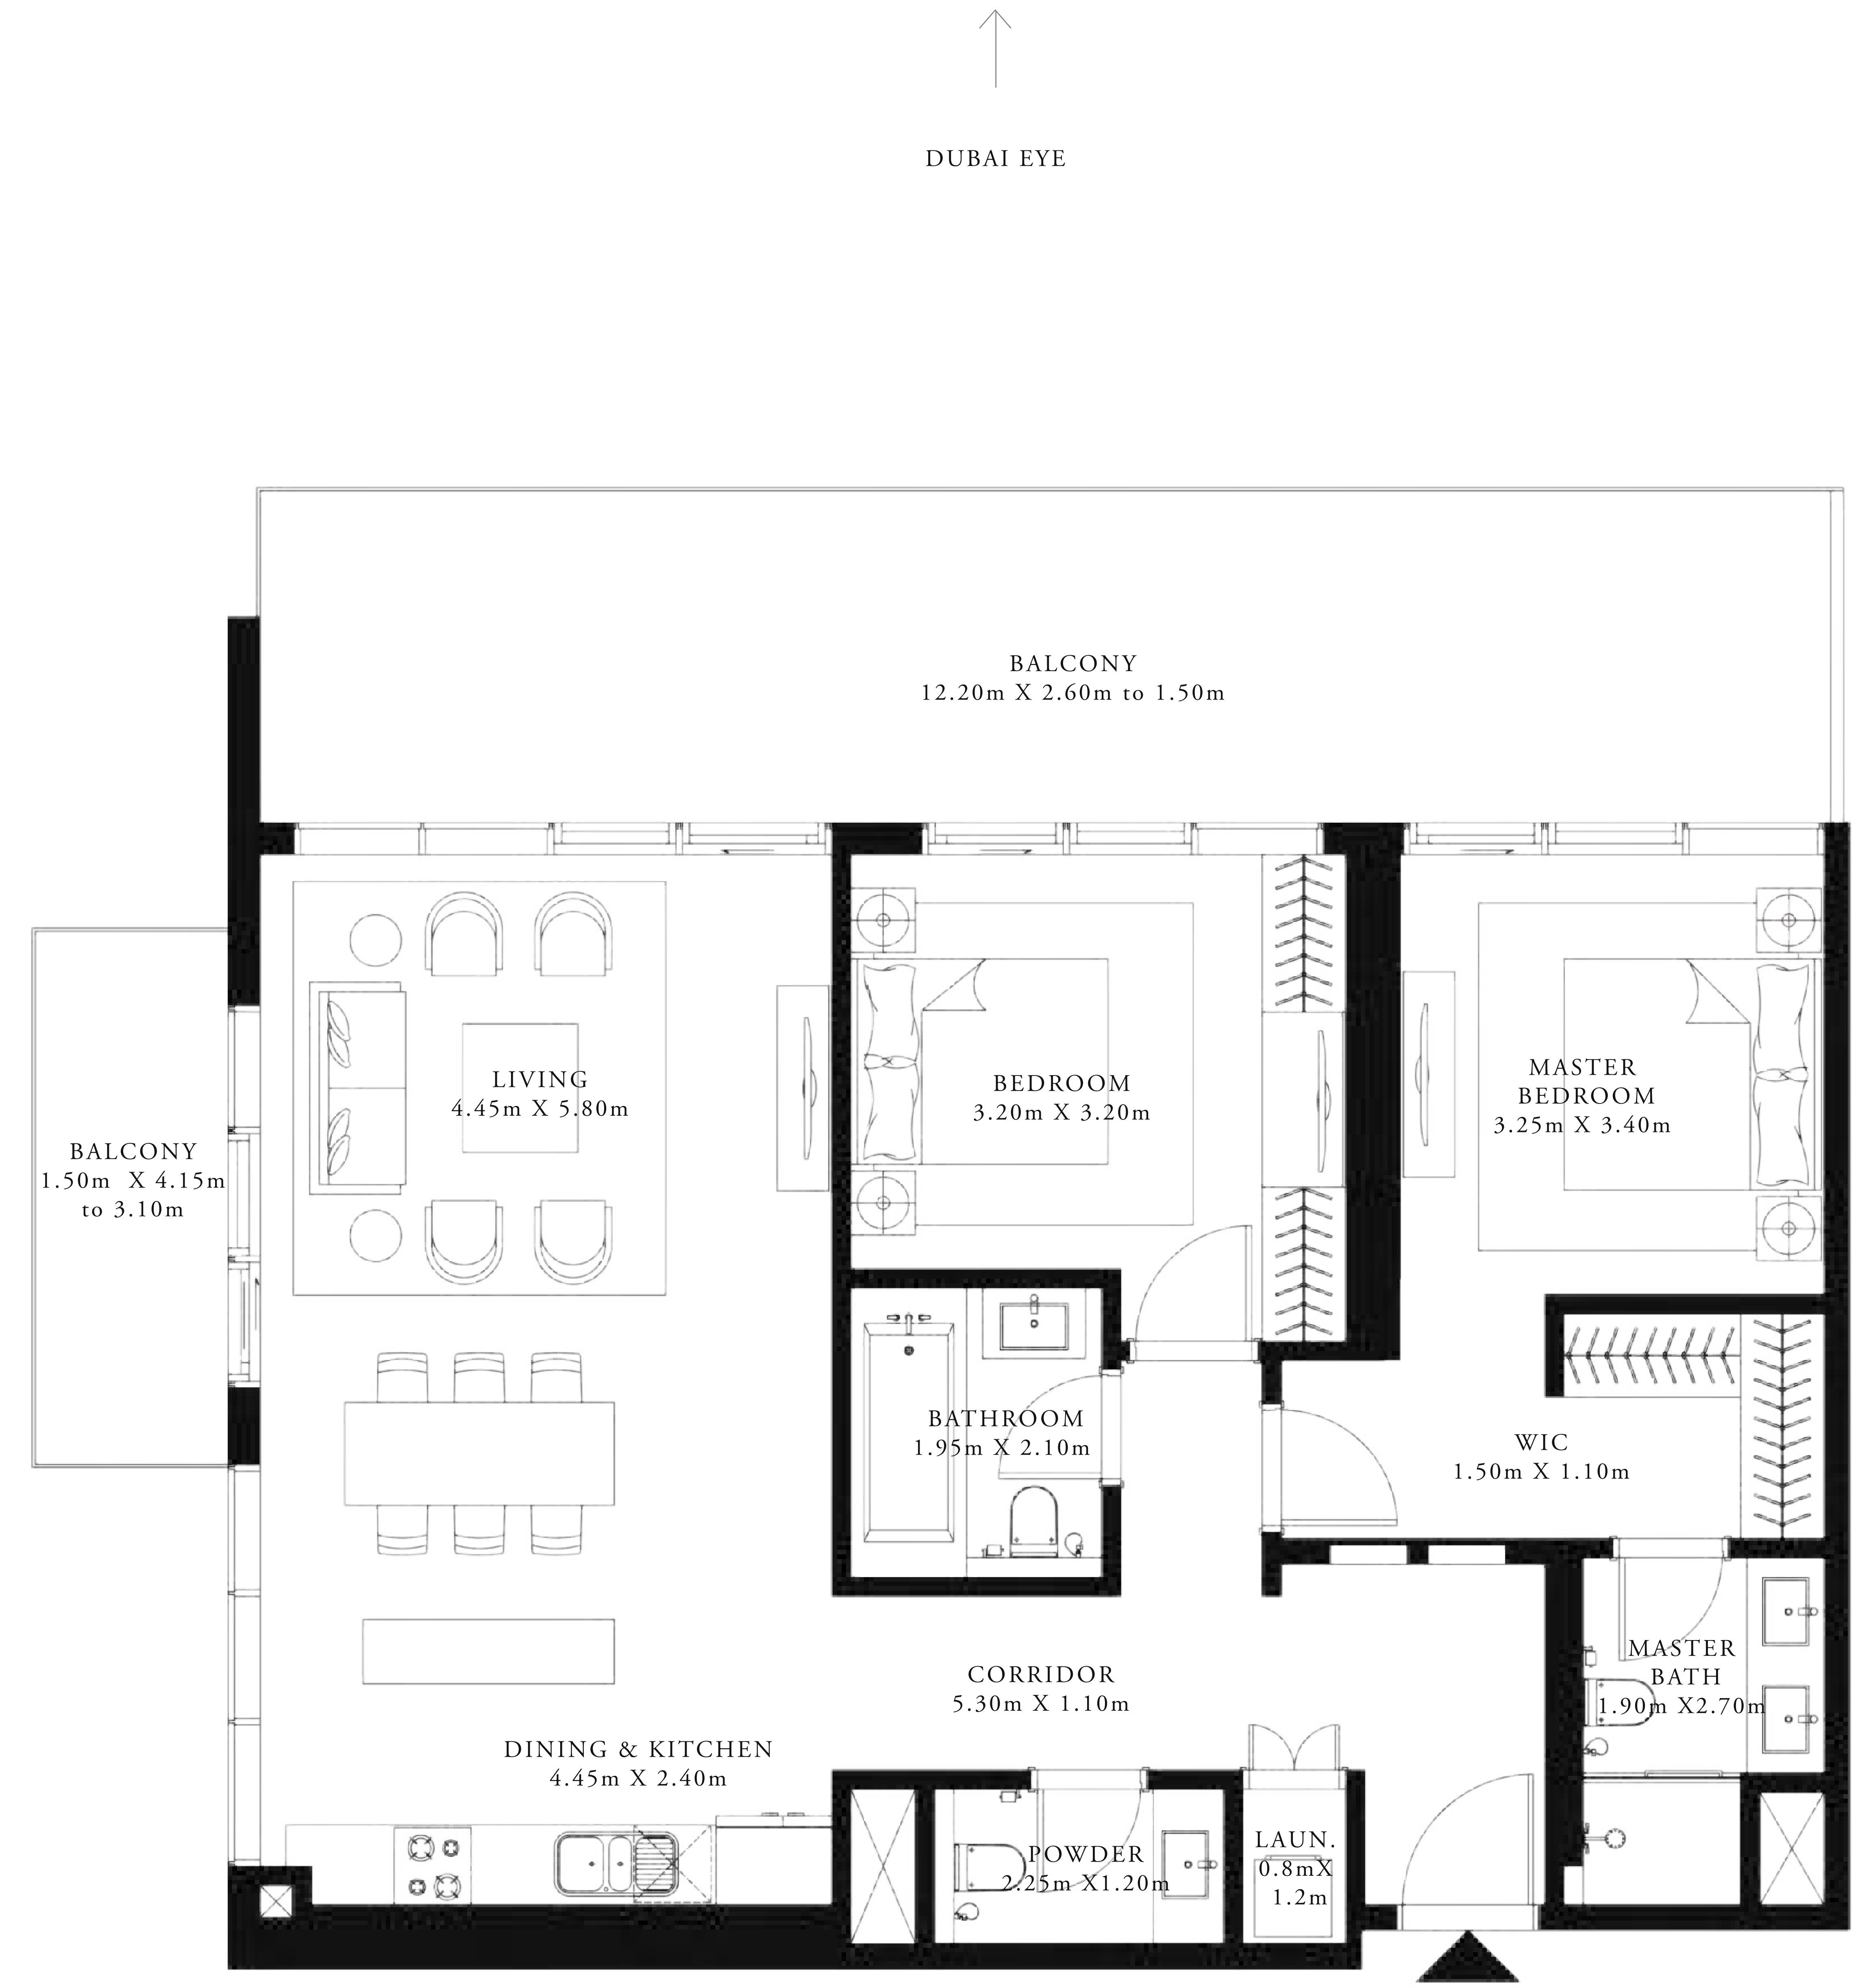 DUBAI EYE
BALCONY
12.20m X 2.60m to 1.50m
LIVING
4.45m X 5.80m
BEDROOM
3.20m X 3.20m
MASTER
BEDROOM
3.25m X 3.40m
BALCONY
1.50m X 4.15m
to 3.10m
BATHROOM
1.95m X 2.10m
WIC
1.50m X 1.10m
MASTER
BATH
1.90m X2.70m
CORRIDOR
5.30m X 1.10m
DINING & KITCHEN
4.45m X 2.40m
POWDER
2.25m X1.20m
LAUN.
0.8mX
1.2m